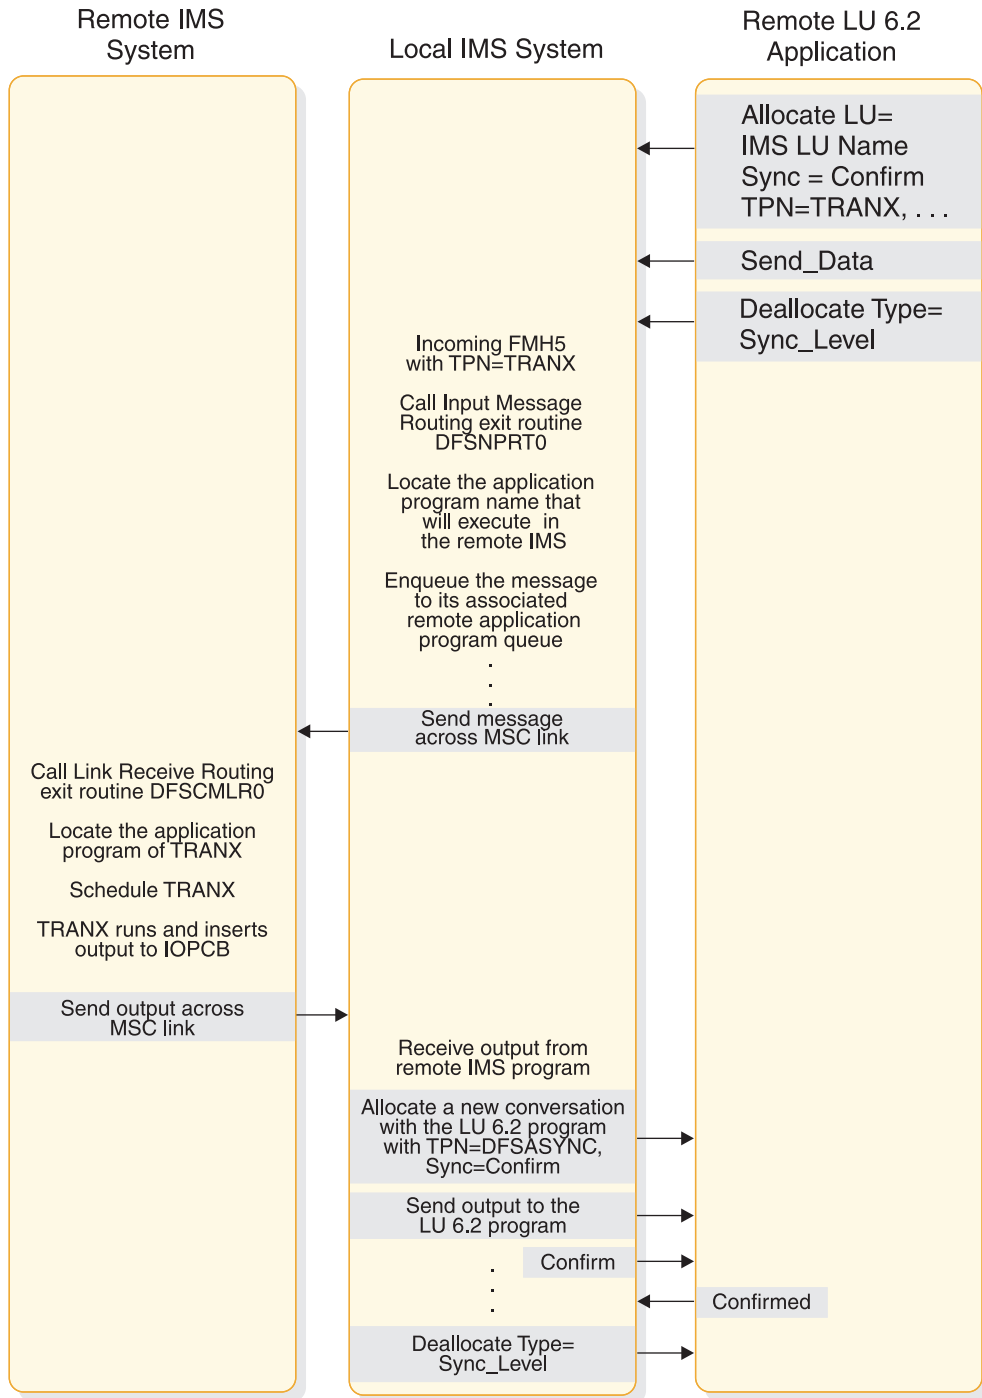 Remote IMS
System
Local IMS System
Remote LU 6.2
Application
Allocate LU=
IMS LU Name
Sync = Confirm
TPN=TRANX, . . .
Send_Data
Deallocate Type=
Sync_Level
Incoming FMH5
with TPN=TRANX
Call Input Message
Routing exit routine
DFSNPRT0
Locate the application
program name that
will execute in
the remote IMS
Enqueue the message
to its associated
remote application
program queue
.
.
.
Send message
across MSC link
Call Link Receive Routing
exit routine DFSCMLR0
Locate the application
program of TRANX
Schedule TRANX
TRANX runs and inserts
output to IOPCB
Send output across
MSC link
Receive output from
remote IMS program
Allocate a new conversation
with the LU 6.2 program
with TPN=DFSASYNC,
Sync=Confirm
Send output to the
LU 6.2 program
Confirm
.
.
.
Confirmed
Deallocate Type=
Sync_Level